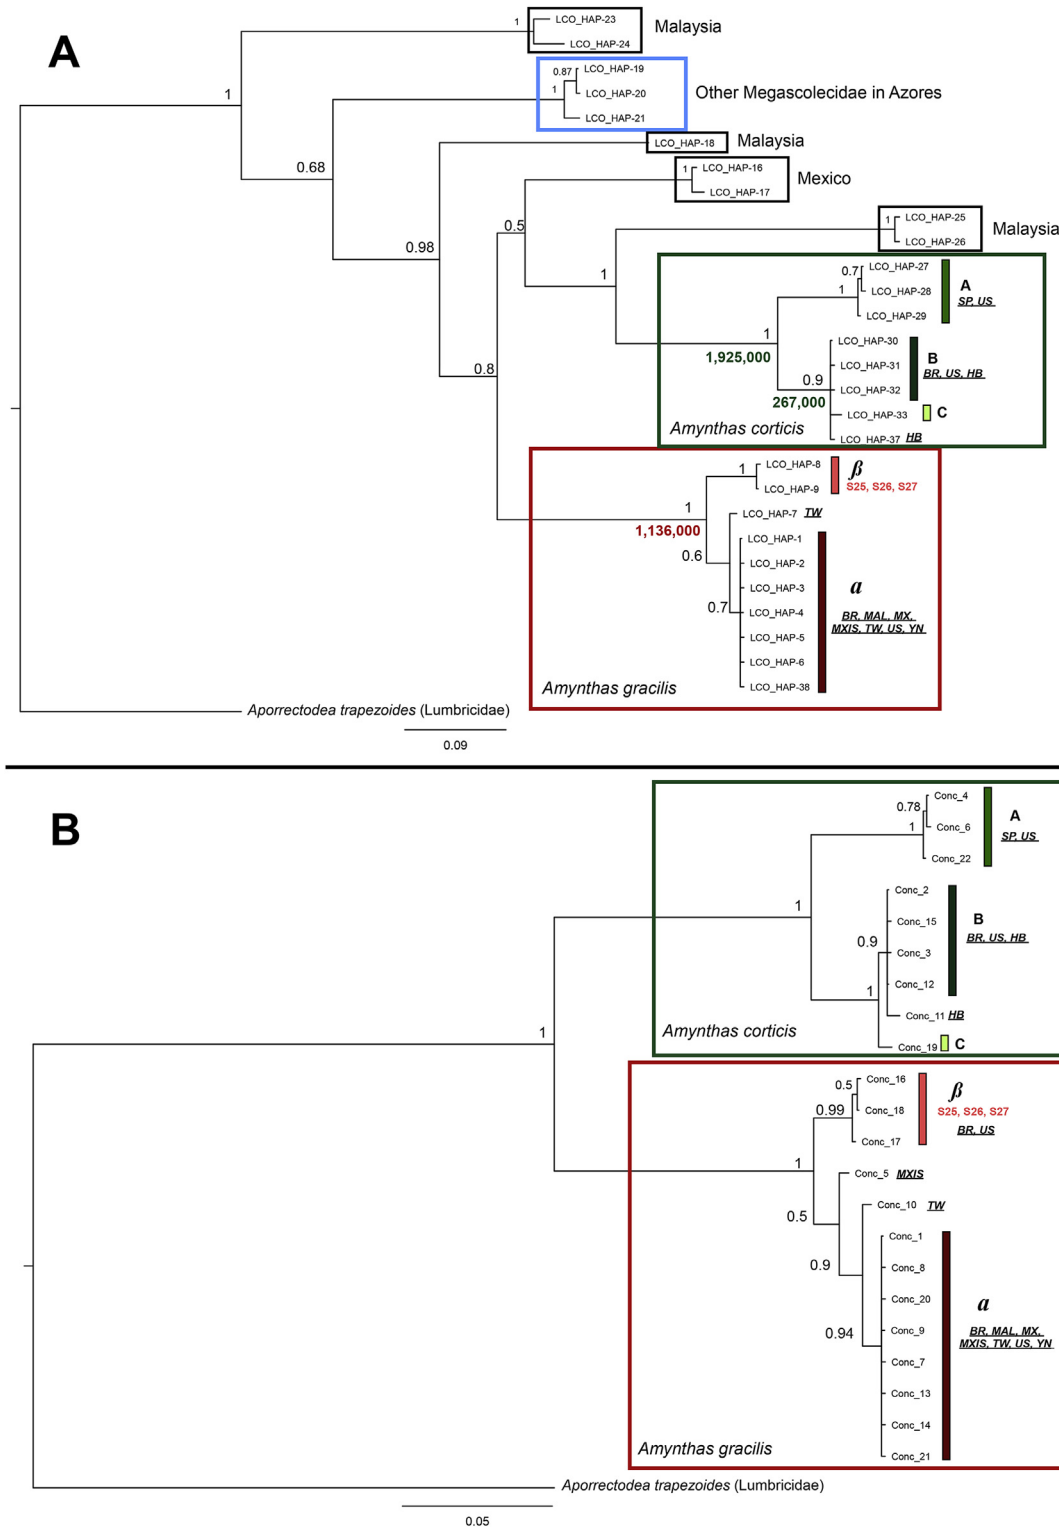 A
1
LCO_HAP-23
LCO_HAP-24
Malaysia
1
0.87
LCO_HAP-19
1
LCO_HAP-20
LCO_HAP-21
Other Megascolecidae in Azores
0.68
LCO_HAP-18
Malaysia
1
LCO_HAP-16
LCO_HAP-17
Mexico
0.98
0.5
1
LCO_HAP-25
LCO_HAP-26
Malaysia
1
0.7
LCO_HAP-27
1
LCO_HAP-28
LCO_HAP-29
A
SP, US
1
1,925,000
LCO_HAP-30
LCO_HAP-31
0.9
LCO_HAP-32
267,000
B
BR, US, HB
LCO_HAP-33
C
LCO_HAP-37 HB
Amynthas corticis
0.8
1
LCO_HAP-8
LCO_HAP-9
ß
S25, S26, S27
1
1,136,000
LCO_HAP-7 TW
0.6
LCO_HAP-1
LCO_HAP-2
LCO_HAP-3
0.7
LCO_HAP-4
LCO_HAP-5
LCO_HAP-6
LCO_HAP-38
a
BR, MAL, MX,
MXIS, TW, US, YN
Amynthas gracilis
Aporrectodea trapezoides (Lumbricidae)
0.09
B
0.78
Conc_4
1
Conc_6
Conc_22
A
SP, US
1
Conc_2
Conc_15
0.9
Conc_3
Conc_12
B
BR, US, HB
1
Conc_11 HB
Conc_19
C
Amynthas corticis
1
0.5
Conc_16
0.99
Conc_18
Conc_17
ß
S25, S26, S27
BR, US
1
Conc_5 MXIS
0.5
Conc_10 TW
0.9
Conc_1
Conc_8
Conc_20
0.94
Conc_9
Conc_7
Conc_13
Conc_14
Conc_21
a
BR, MAL, MX,
MXIS, TW, US, YN
Amynthas gracilis
Aporrectodea trapezoides (Lumbricidae)
0.05